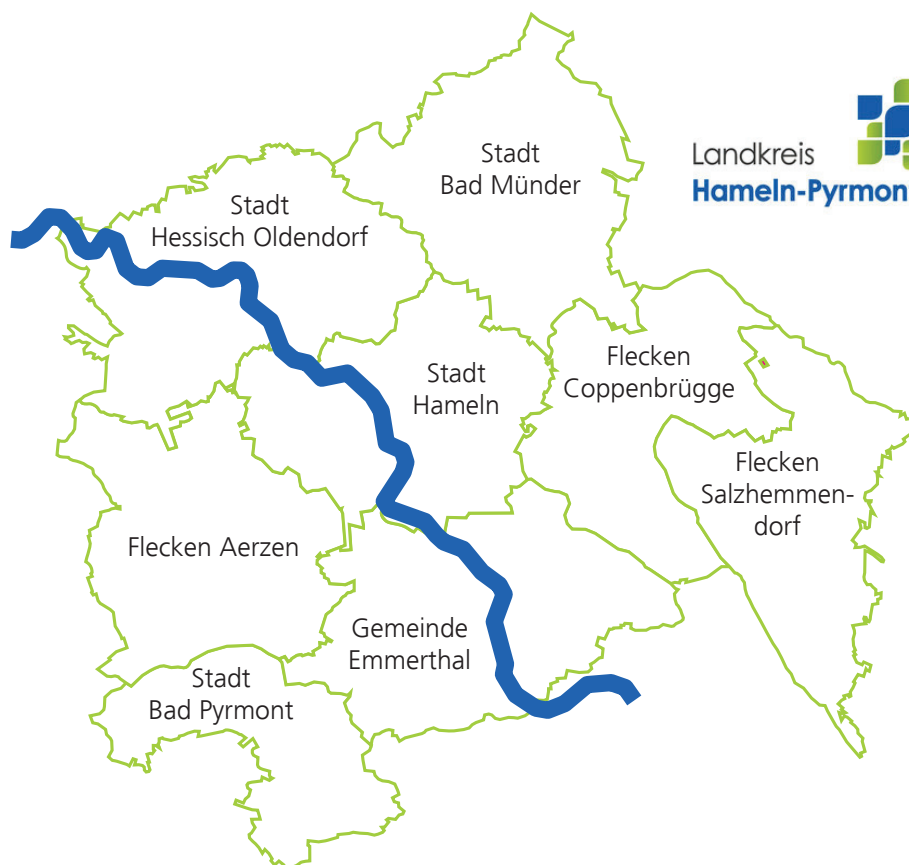 Landkreis
Hameln-Pyrmon
Stadt
Bad Münder
Stadt
Hessisch Oldendorf
Flecken
Coppenbrügge
Stadt
Hameln
Flecken
Salzhemmen-
dorf
Flecken Aerzen
Gemeinde
Emmerthal
Stadt
Bad Pyrmont